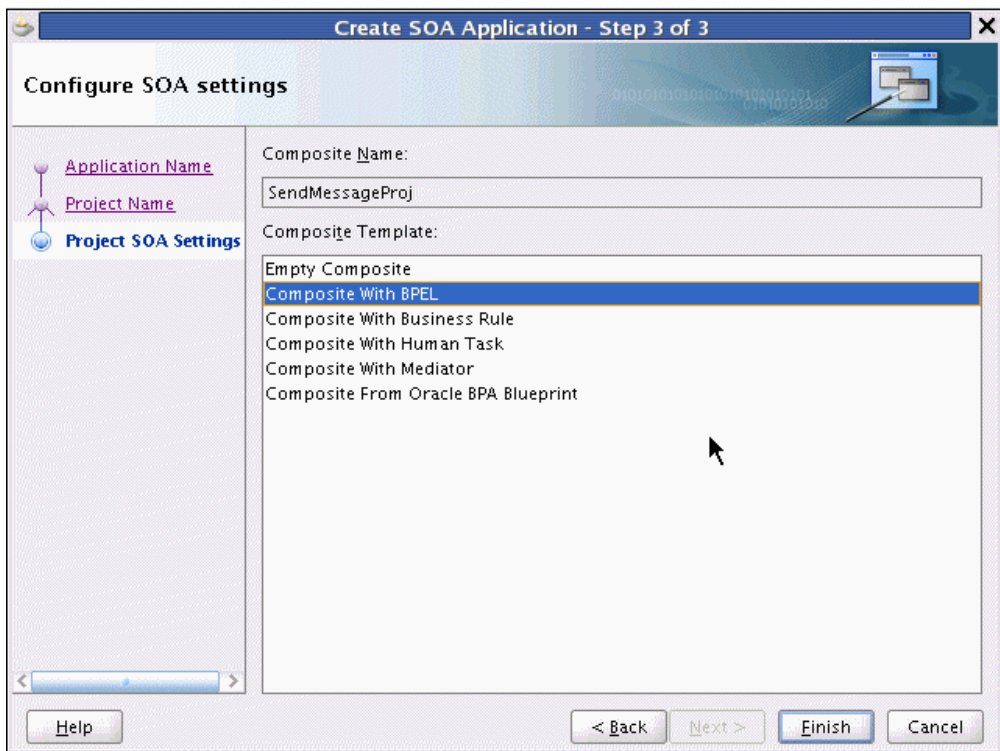 Create SOA Application - Step 3 of 3
Configure SOA settings
Application Name
Project Name
Project SOA Settings
Composite Name:
SendMessageProj
Composite Template:
Empty Composite
Composite With BPEL
Composite With Business Rule
Composite With Human Task
Composite With Mediator
Composite From Oracle BPA Blueprint
Help
< Back
Next >
Finish
Cancel